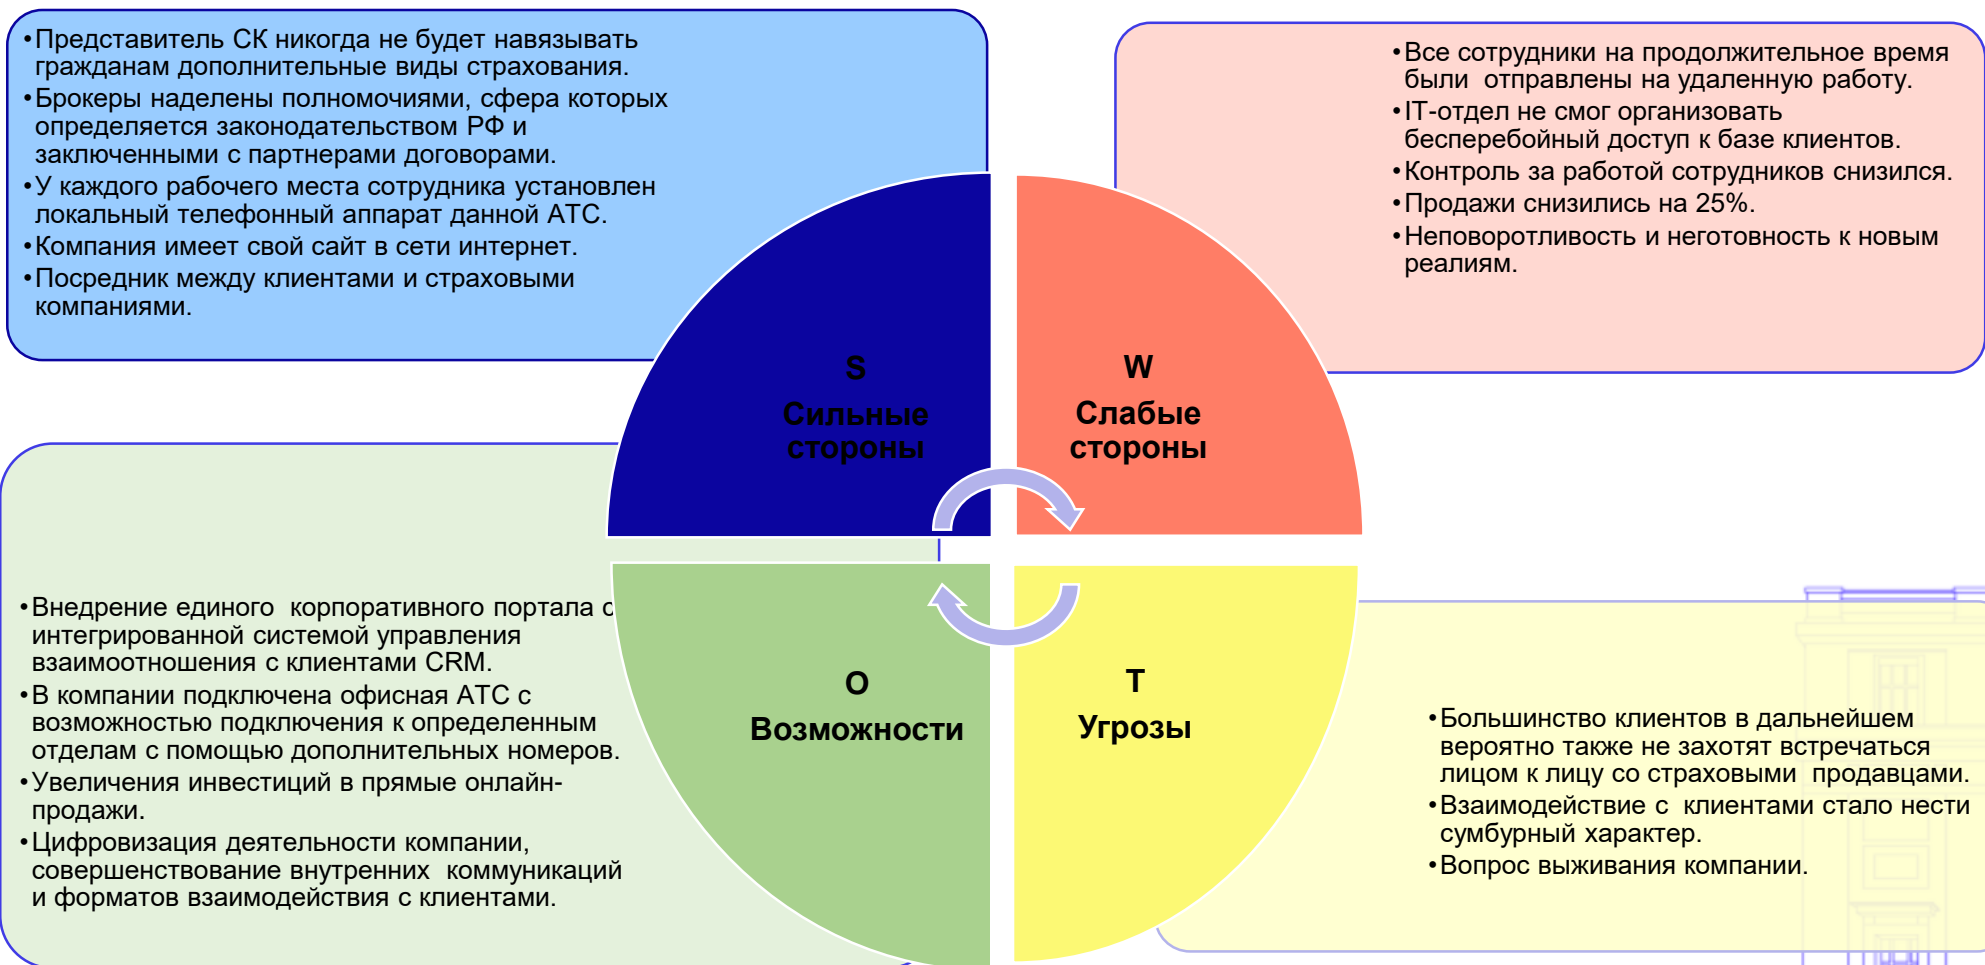 •Представитель СК никогда не будет навязывать
гражданам дополнительные виды страхования.
•Брокеры наделены полномочиями, сфера которых
определяется законодательством РФ и
заключенными с партнерами договорами.
•У каждого рабочего места сотрудника установлен
локальный телефонный аппарат данной АТС.
•Компания имеет свой сайт в сети интернет.
•Посредник между клиентами и страховыми
компаниями.
•Все сотрудники на продолжительное время
были отправлены на удаленную работу.
•IT-отдел не смог организовать
бесперебойный доступ к базе клиентов.
•Контроль за работой сотрудников снизился.
•Продажи снизились на 25%.
•Неповоротливость и неготовность к новым
реалиям.
S
Сильные
стороны
W
Слабые
стороны
•Внедрение единого корпоративного портала с
интегрированной системой управления
взаимоотношения с клиентами CRM.
•В компании подключена офисная АТС с
возможностью подключения к определенным
отделам с помощью дополнительных номеров.
•Увеличения инвестиций в прямые онлайн-
продажи.
•Цифровизация деятельности компании,
совершенствование внутренних коммуникаций
и форматов взаимодействия с клиентами.
O
Возможности
T
Угрозы
•Большинство клиентов в дальнейшем
вероятно также не захотят встречаться
лицом к лицу со страховыми продавцами.
•Взаимодействие с клиентами стало нести
сумбурный характер.
•Вопрос выживания компании.